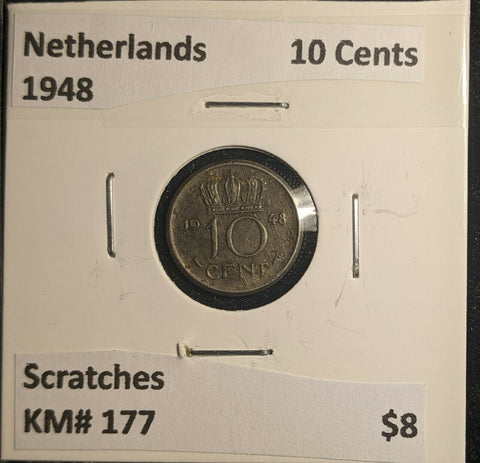 Netherlands 10 Cents
1948
19 48
10
CENT
Scratches
KM# 177 $8